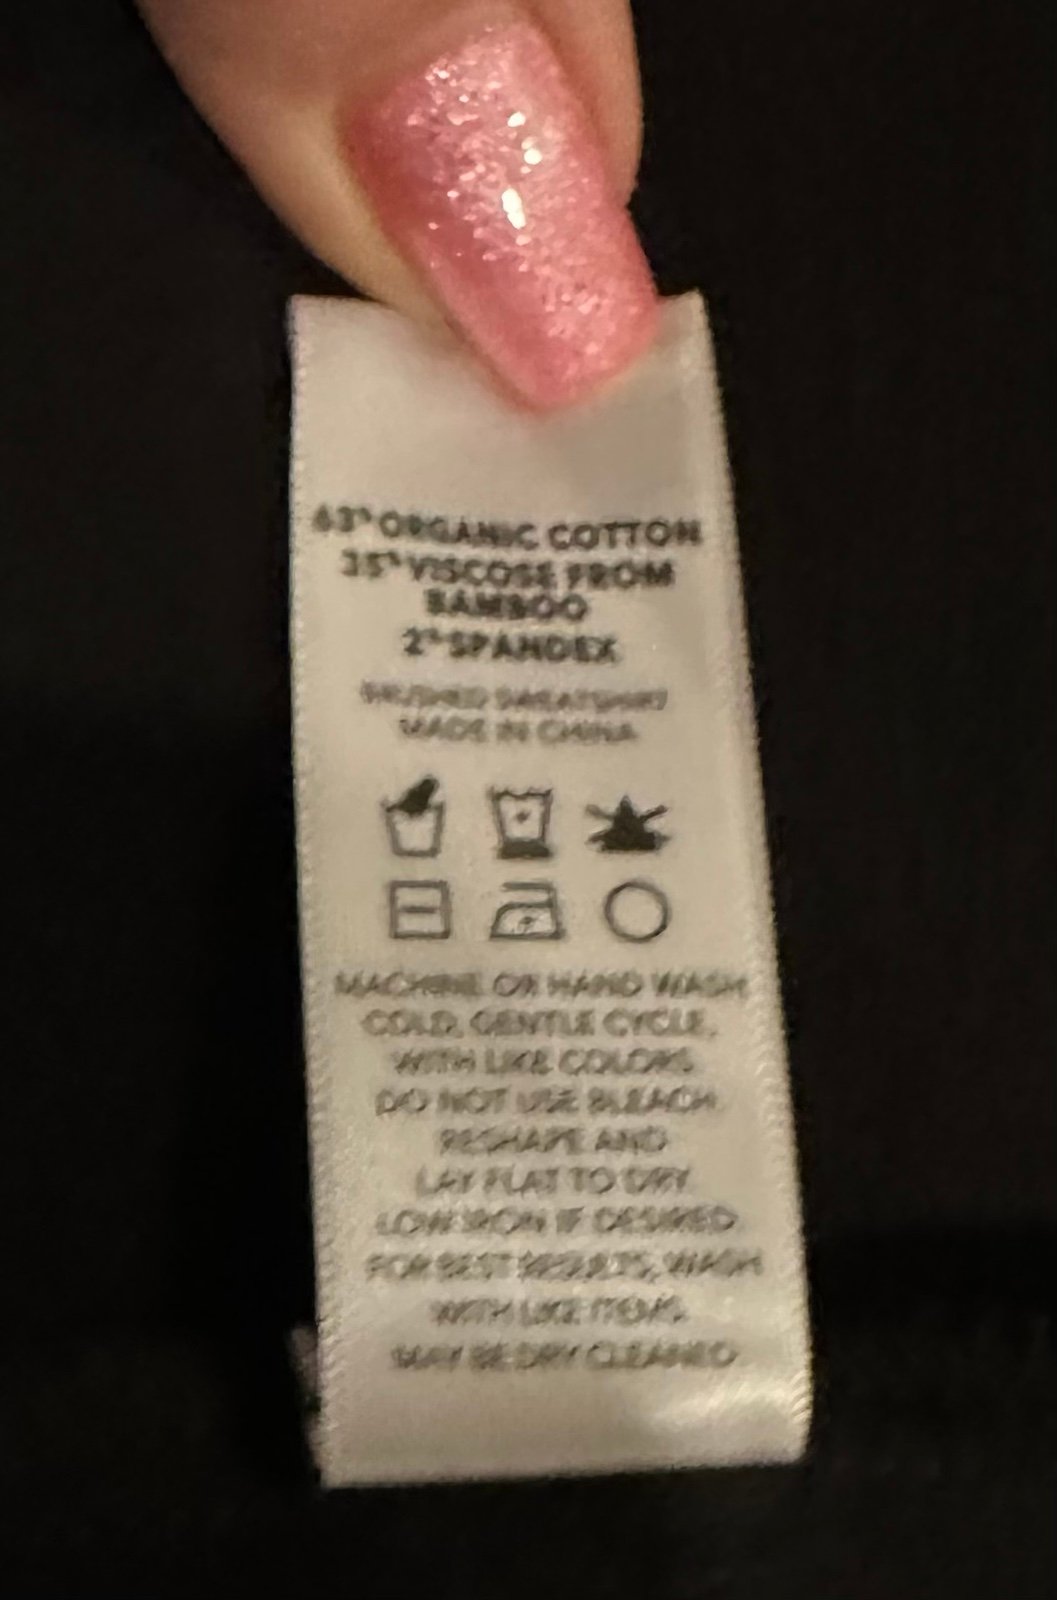 63% ORGANIC COTTON
35% VISCOSE FROM
BAMBOO
2% SPANDEX
BRUSHED SWEATSHIRT
MADE IN CHINA
MACHINE OR HAND WASH
COLD, GENTLE CYCLE,
WITH LIKE COLORS
DO NOT USE BLEACH
RESHAPE AND
LAY FLAT TO DRY
LOW IRON IF DESIRED
FOR BEST RESULTS, WASH
WITH LIKE ITEMS.
MAY BE DRY CLEANED